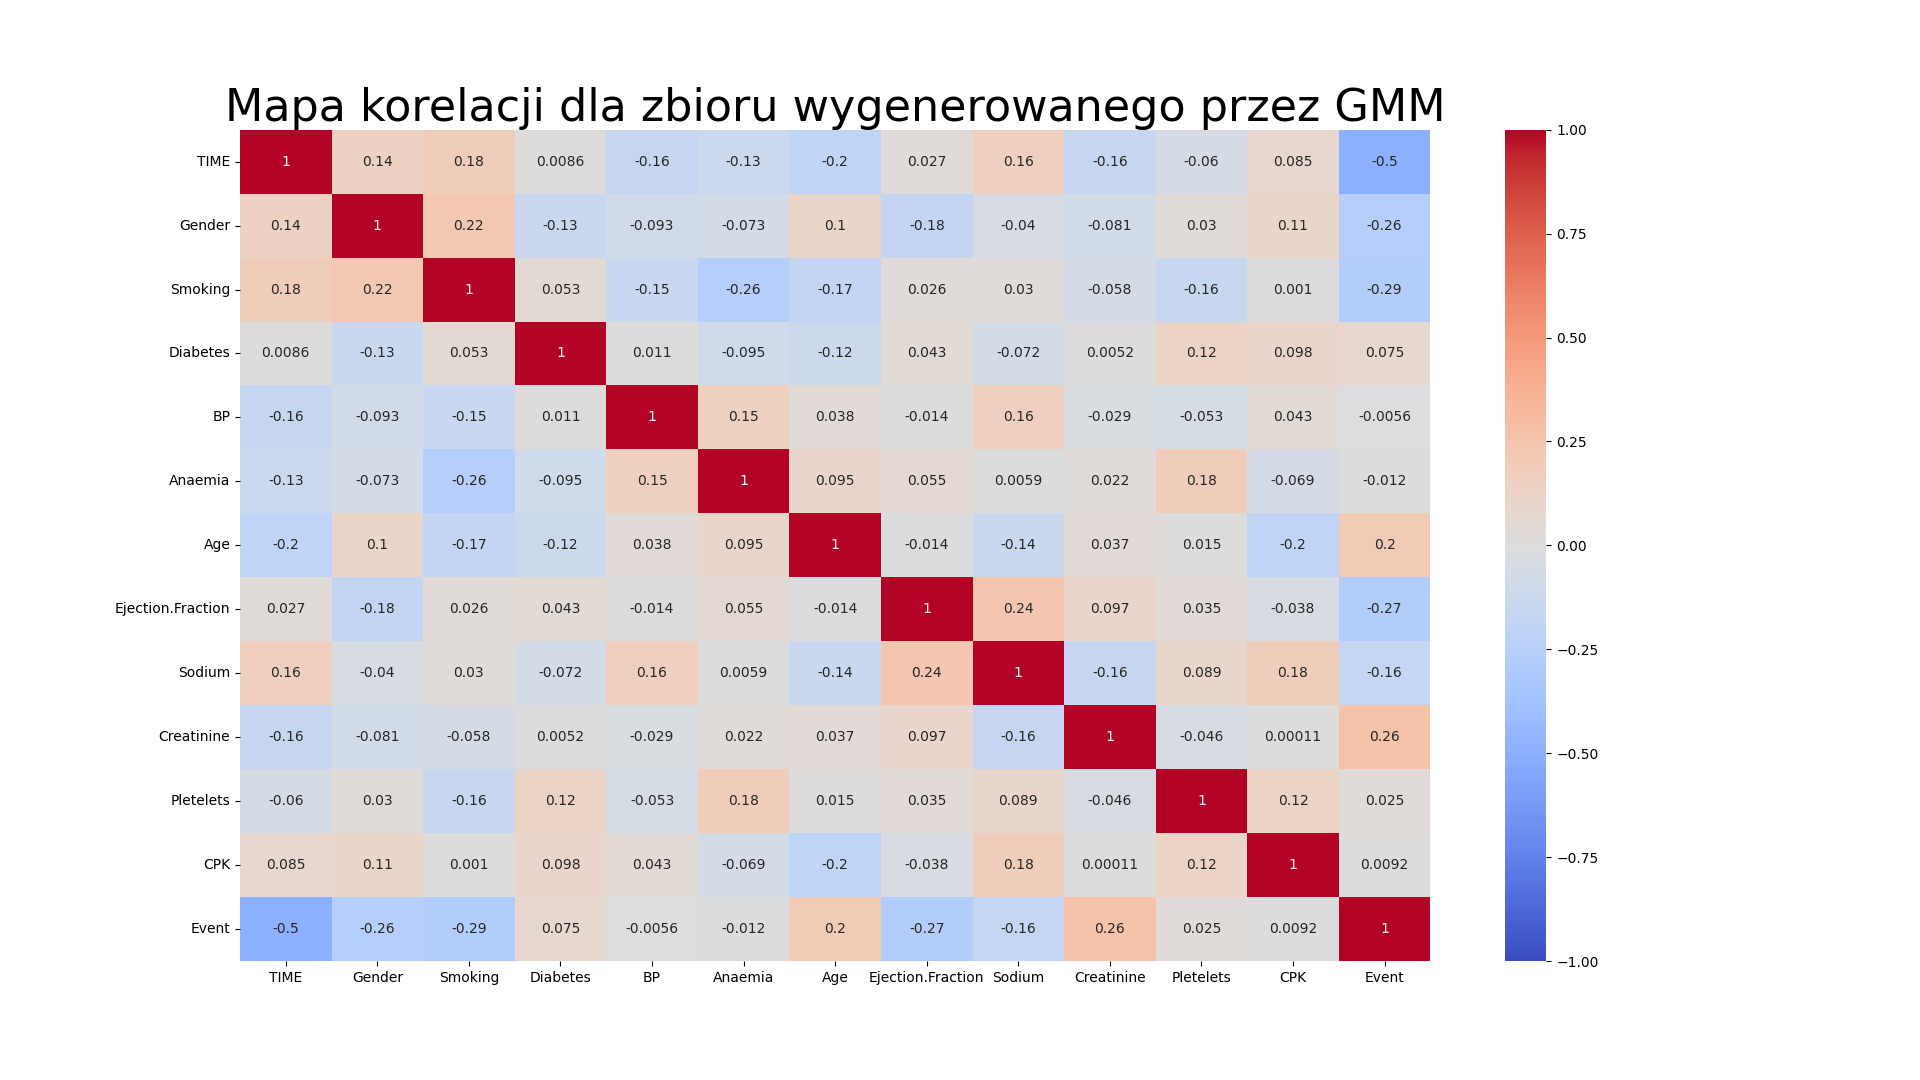 Mapa korelacji dla zbioru wygenerowanego przez GMM
TIME 1 0.14 0.18 0.0086 -0.16 -0.13 -0.2 0.027 0.16 -0.16 -0.06 0.085 -0.5
Gender 0.14 1 0.22 -0.13 -0.093 -0.073 0.1 -0.18 -0.04 -0.081 0.03 0.11 -0.26
Smoking 0.18 0.22 1 0.053 -0.15 -0.26 -0.17 0.026 0.03 -0.058 -0.16 0.001 -0.29
Diabetes 0.0086 -0.13 0.053 1 0.011 -0.095 -0.12 0.043 -0.072 0.0052 0.12 0.098 0.075
BP -0.16 -0.093 -0.15 0.011 1 0.15 0.038 -0.014 0.16 -0.029 -0.053 0.043 -0.0056
Anaemia -0.13 -0.073 -0.26 -0.095 0.15 1 0.095 0.055 0.0059 0.022 0.18 -0.069 -0.012
Age -0.2 0.1 -0.17 -0.12 0.038 0.095 1 -0.014 -0.14 0.037 0.015 -0.2 0.2
Ejection.Fraction 0.027 -0.18 0.026 0.043 -0.014 0.055 -0.014 1 0.24 0.097 0.035 -0.038 -0.27
Sodium 0.16 -0.04 0.03 -0.072 0.16 0.0059 -0.14 0.24 1 -0.16 0.089 0.18 -0.16
Creatinine -0.16 -0.081 -0.058 0.0052 -0.029 0.022 0.037 0.097 -0.16 1 -0.046 0.00011 0.26
Pletelets -0.06 0.03 -0.16 0.12 -0.053 0.18 0.015 0.035 0.089 -0.046 1 0.12 0.025
CPK 0.085 0.11 0.001 0.098 0.043 -0.069 -0.2 -0.038 0.18 0.00011 0.12 1 0.0092
Event -0.5 -0.26 -0.29 0.075 -0.0056 -0.012 0.2 -0.27 -0.16 0.26 0.025 0.0092 1
TIME Gender Smoking Diabetes BP Anaemia Age Ejection.Fraction Sodium Creatinine Pletelets CPK Event
1.00
0.75
0.50
0.25
0.00
−0.25
−0.50
−0.75
−1.00